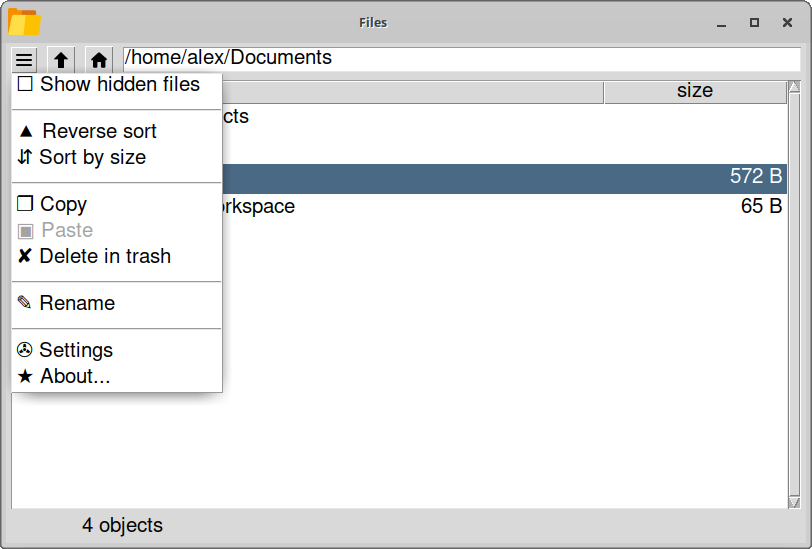 Files
/home/alex/Documents
☐ Show hidden files
size
cts
▲ Reverse sort
⇵ Sort by size
572 B
❐ Copy
rkspace
65 B
▣ Paste
✘ Delete in trash
✎ Rename
✇ Settings
★ About...
4 objects